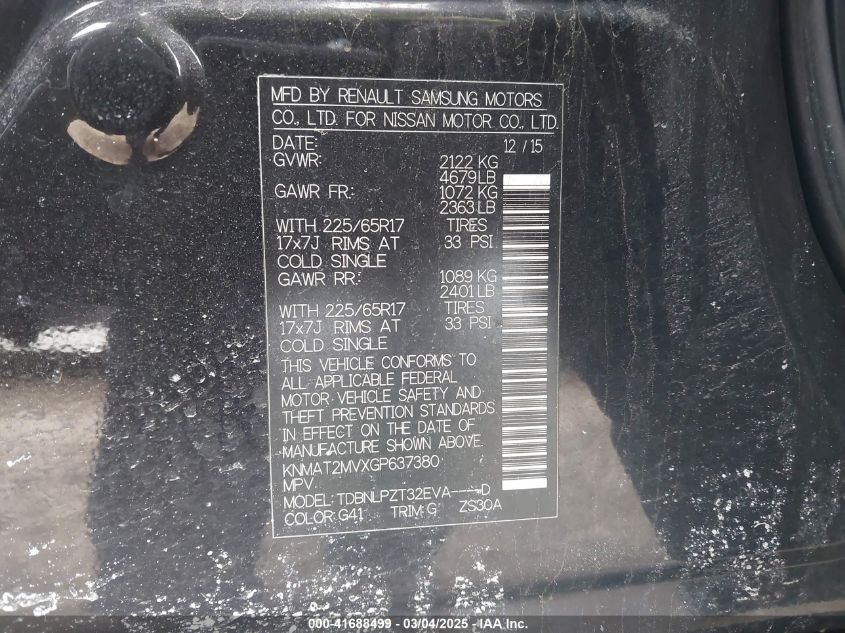 MFD BY RENAULT SAMSUNG MOTORS
CO., LTD. FOR NISSAN MOTOR CO., LTD.
DATE: 12 / 15
GVWR: 2122 KG
4679 LB
GAWR FR.: 1072 KG
2363 LB
WITH 225/65R17 TIRES
17x7J RIMS AT 33 PSI
COLD SINGLE
GAWR RR.: 1089 KG
2401 LB
WITH 225/65R17 TIRES
17x7J RIMS AT 33 PSI
COLD SINGLE
THIS VEHICLE CONFORMS TO
ALL APPLICABLE FEDERAL
MOTOR VEHICLE SAFETY AND
THEFT PREVENTION STANDARDS
IN EFFECT ON THE DATE OF
MANUFACTURE SHOWN ABOVE.
KNMAT2MVXGP637380
MPV
MODEL: TDBNLPZT32EVA----D
COLOR: G41 TRIM: G ZS30A
000-41688499 - 03/04/2025 - IAA Inc.